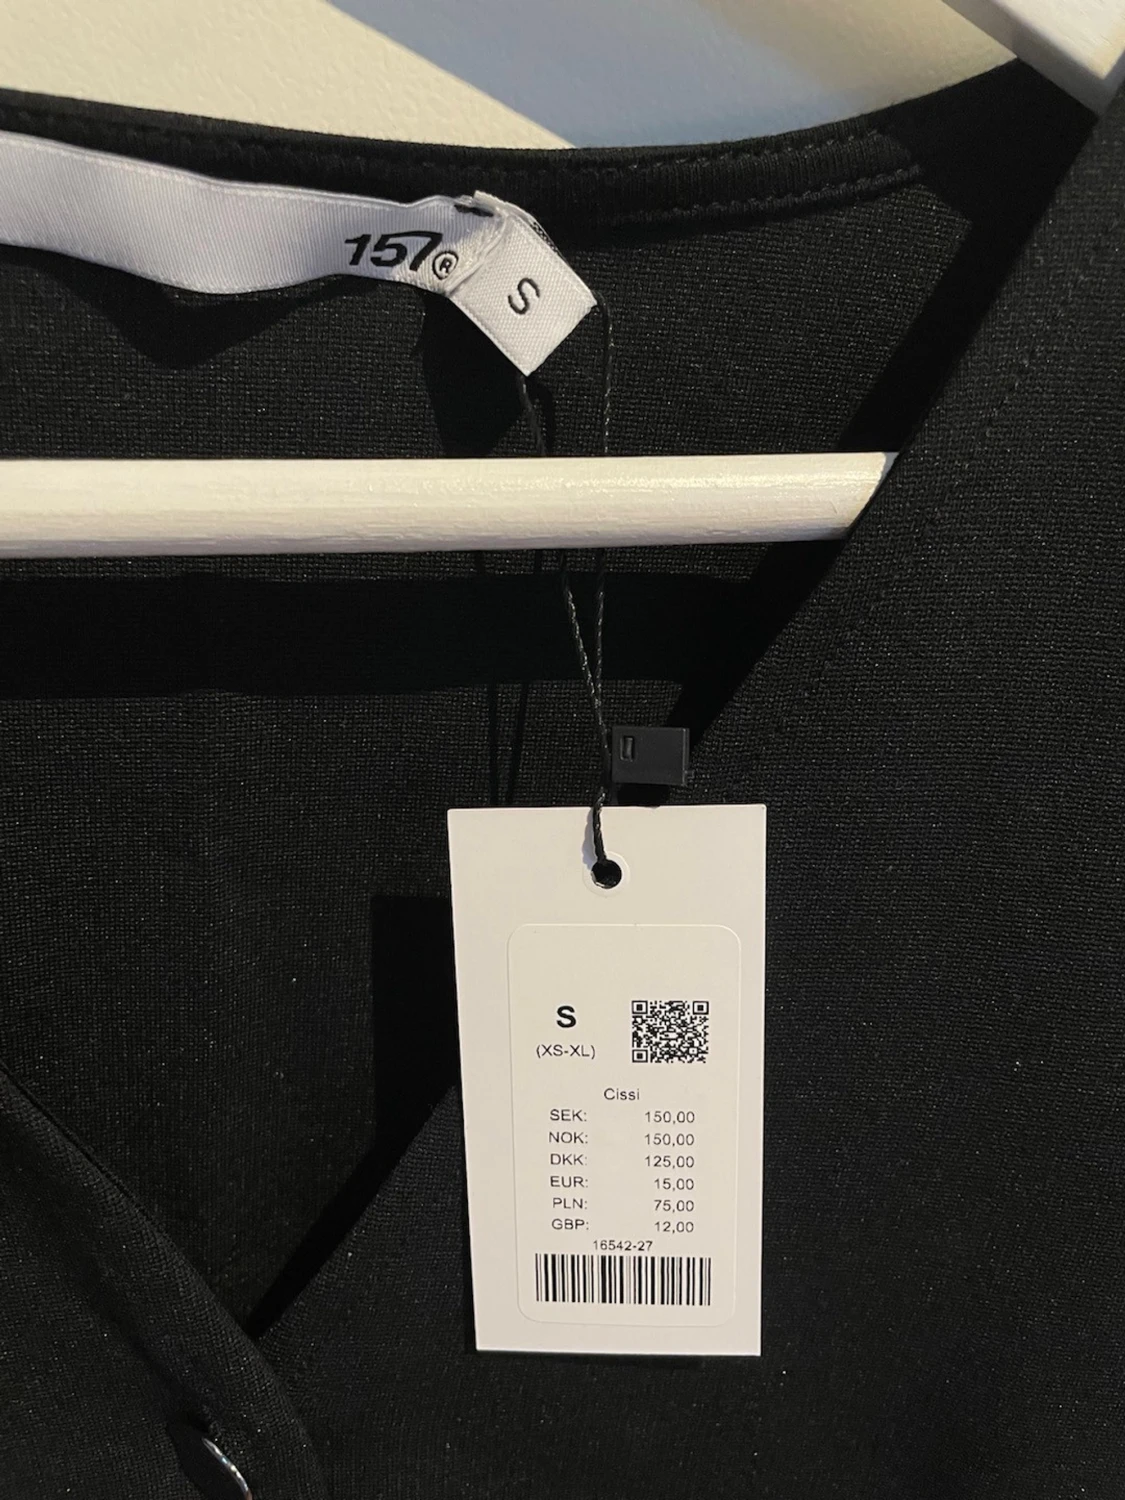 157®
S
S
(XS-XL)
Cissi
SEK: 150,00
NOK: 150,00
DKK: 125,00
EUR: 15,00
PLN: 75,00
GBP: 12,00
16542-27